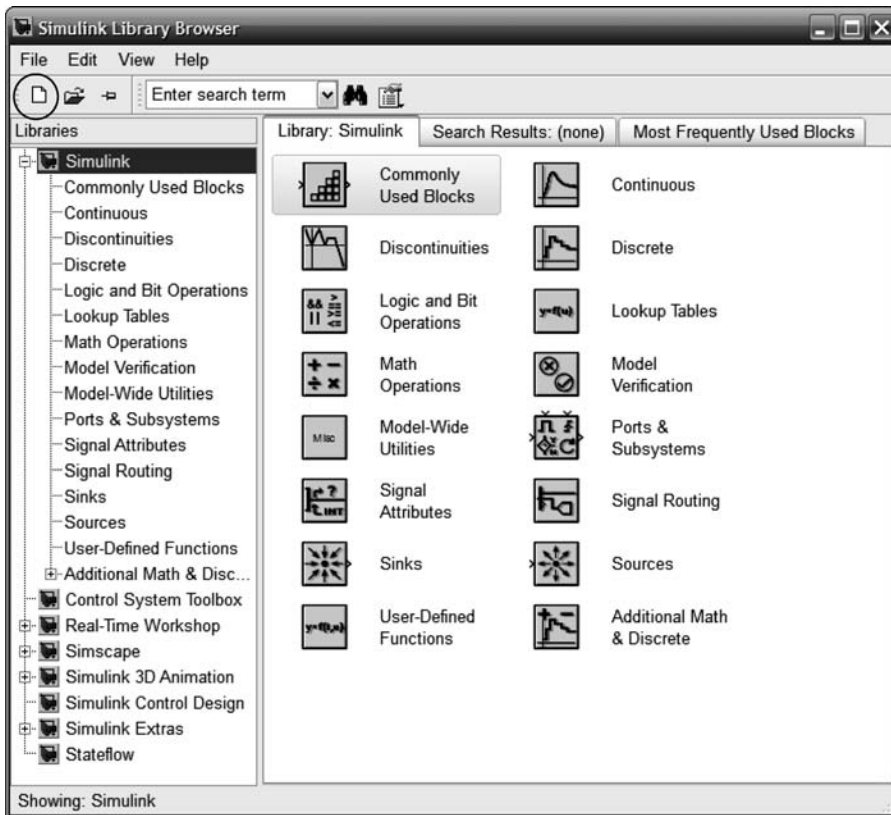 Simulink Library Browser
File Edit View Help
Enter search term
Libraries
Library: Simulink
Search Results: (none)
Most Frequently Used Blocks
Simulink
Commonly Used Blocks
Continuous
Discontinuities
Discrete
Logic and Bit Operations
Lookup Tables
Math Operations
Model Verification
Model-Wide Utilities
Ports & Subsystems
Signal Attributes
Signal Routing
Sinks
Sources
User-Defined Functions
Additional Math & Disc...
Control System Toolbox
Real-Time Workshop
Simscape
Simulink 3D Animation
Simulink Control Design
Simulink Extras
Stateflow
Commonly
Used Blocks
Continuous
Discontinuities
Discrete
&& > ==
|| >= <=
Logic and Bit
Operations
y=f(u)
Lookup Tables
+ −
÷ ×
Math
Operations
Model
Verification
Misc
Model-Wide
Utilities
Ports &
Subsystems
?
INT
Signal
Attributes
Signal Routing
Sinks
Sources
User-Defined
Functions
+ −
Additional Math
& Discrete
Showing: Simulink